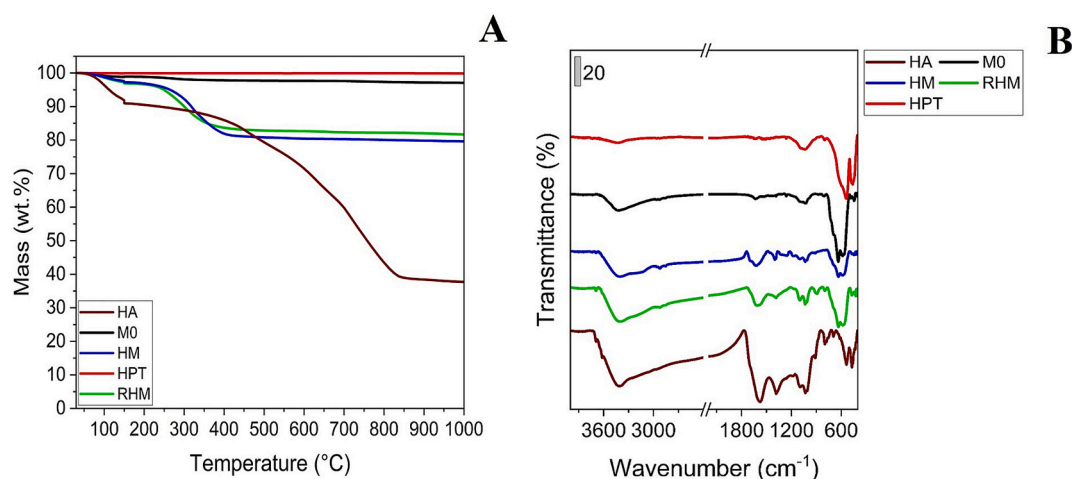 A
Mass (wt.%)
100
90
80
70
60
50
40
30
20
10
0
HA
M0
HM
HPT
RHM
100 200 300 400 500 600 700 800 900 1000
Temperature (°C)
B
Transmittance (%)
20
HA M0
HM RHM
HPT
3600 3000 1800 1200 600
Wavenumber (cm⁻¹)